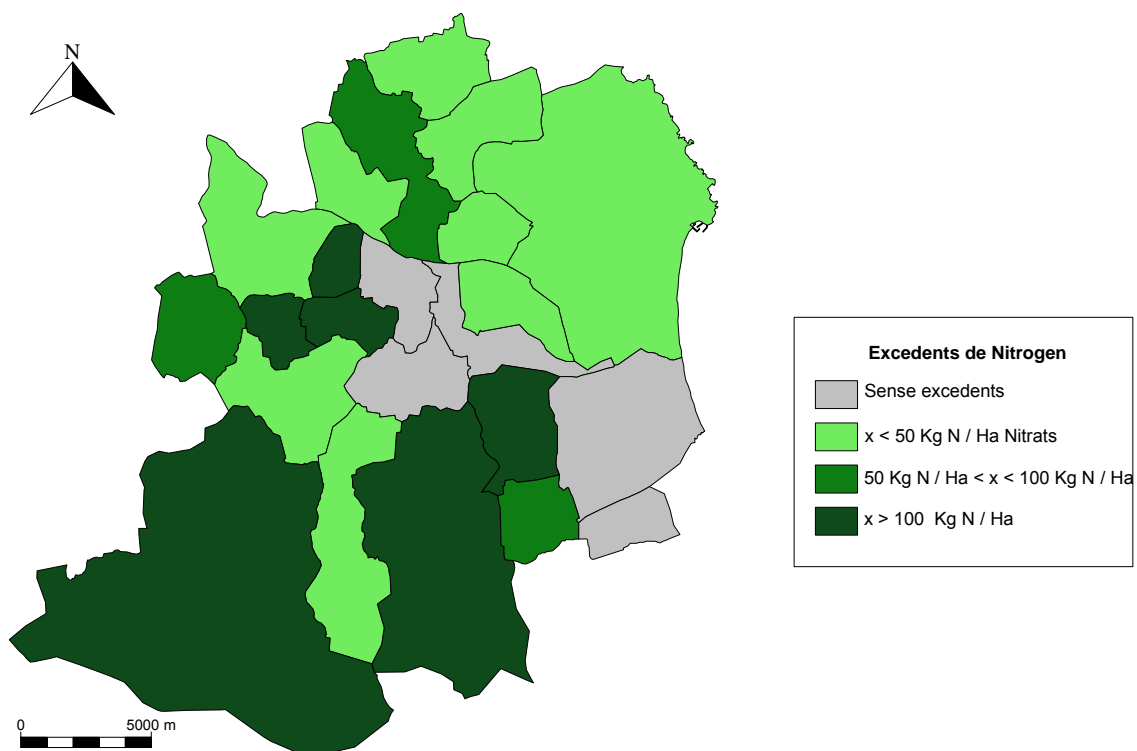 N
Excedents de Nitrogen
Sense excedents
x < 50 Kg N / Ha Nitrats
50 Kg N / Ha < x < 100 Kg N / Ha
x > 100 Kg N / Ha
0 5000 m